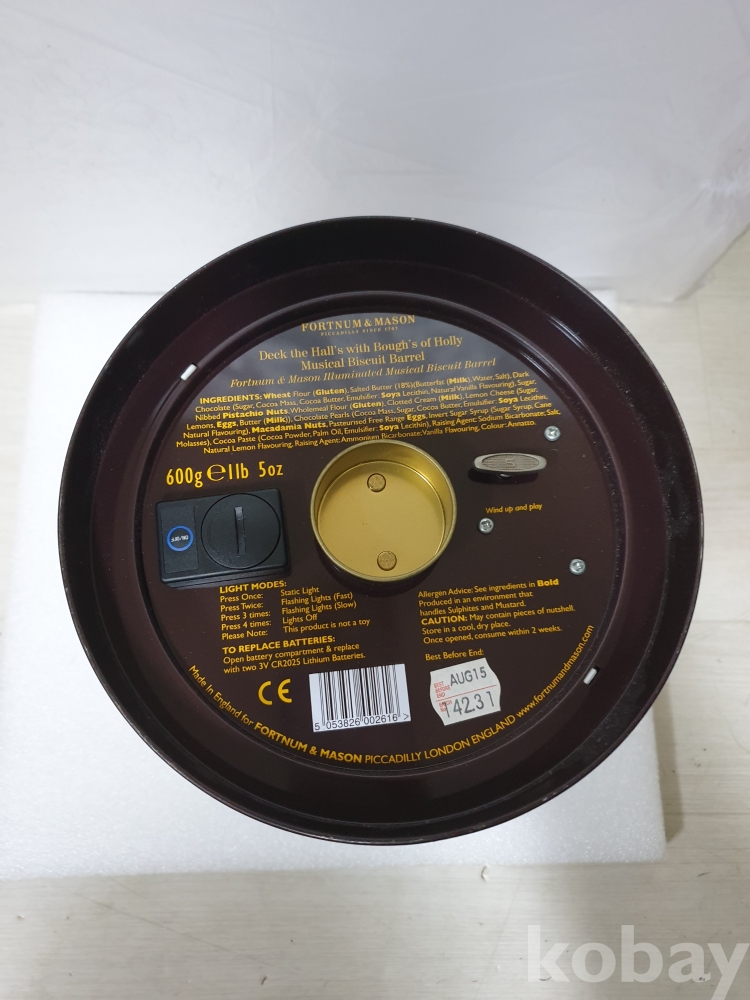 FORTNUM & MASON
PICCADILLY SINCE 1707
Deck the Hall's with Bough's of Holly
Musical Biscuit Barrel
Fortnum & Mason Illuminated Musical Biscuit Barrel
INGREDIENTS: Wheat Flour (Gluten), Salted Butter (18%)(Butterfat (Milk), Water, Salt), Dark
Chocolate (Sugar, Cocoa Mass, Cocoa Butter, Emulsifier: Soya Lecithin, Natural Vanilla Flavouring), Sugar,
Nibbed Pistachio Nuts, Wholemeal Flour (Gluten), Clotted Cream (Milk), Lemon Cheese (Sugar,
Lemons, Eggs, Butter (Milk)), Chocolate Pearls (Cocoa Mass, Sugar, Cocoa Butter, Emulsifier: Soya Lecithin,
Natural Flavouring), Macadamia Nuts, Pasteurised Free Range Eggs, Invert Sugar Syrup (Sugar Syrup, Cane
Molasses), Cocoa Paste (Cocoa Powder, Palm Oil, Emulsifier: Soya Lecithin), Raising Agent: Sodium Bicarbonate; Salt,
Natural Lemon Flavouring, Raising Agent: Ammonium Bicarbonate; Vanilla Flavouring, Colour: Annatto.
600g ℮ 1lb 5oz
ON/OFF
Wind up and play
LIGHT MODES:
Press Once: Static Light
Press Twice: Flashing Lights (Fast)
Press 3 times: Flashing Lights (Slow)
Press 4 times: Lights Off
Please Note: This product is not a toy
TO REPLACE BATTERIES:
Open battery compartment & replace
with two 3V CR2025 Lithium Batteries.
Allergen Advice: See ingredients in Bold
Produced in an environment that
handles Sulphites and Mustard.
CAUTION: May contain pieces of nutshell.
Store in a cool, dry place.
Once opened, consume within 2 weeks.
Best Before End:
BEST BEFORE END AUG15
14231
CE
5 053826 002616 >
Made in England for FORTNUM & MASON PICCADILLY LONDON ENGLAND www.fortnumandmason.com
kobay